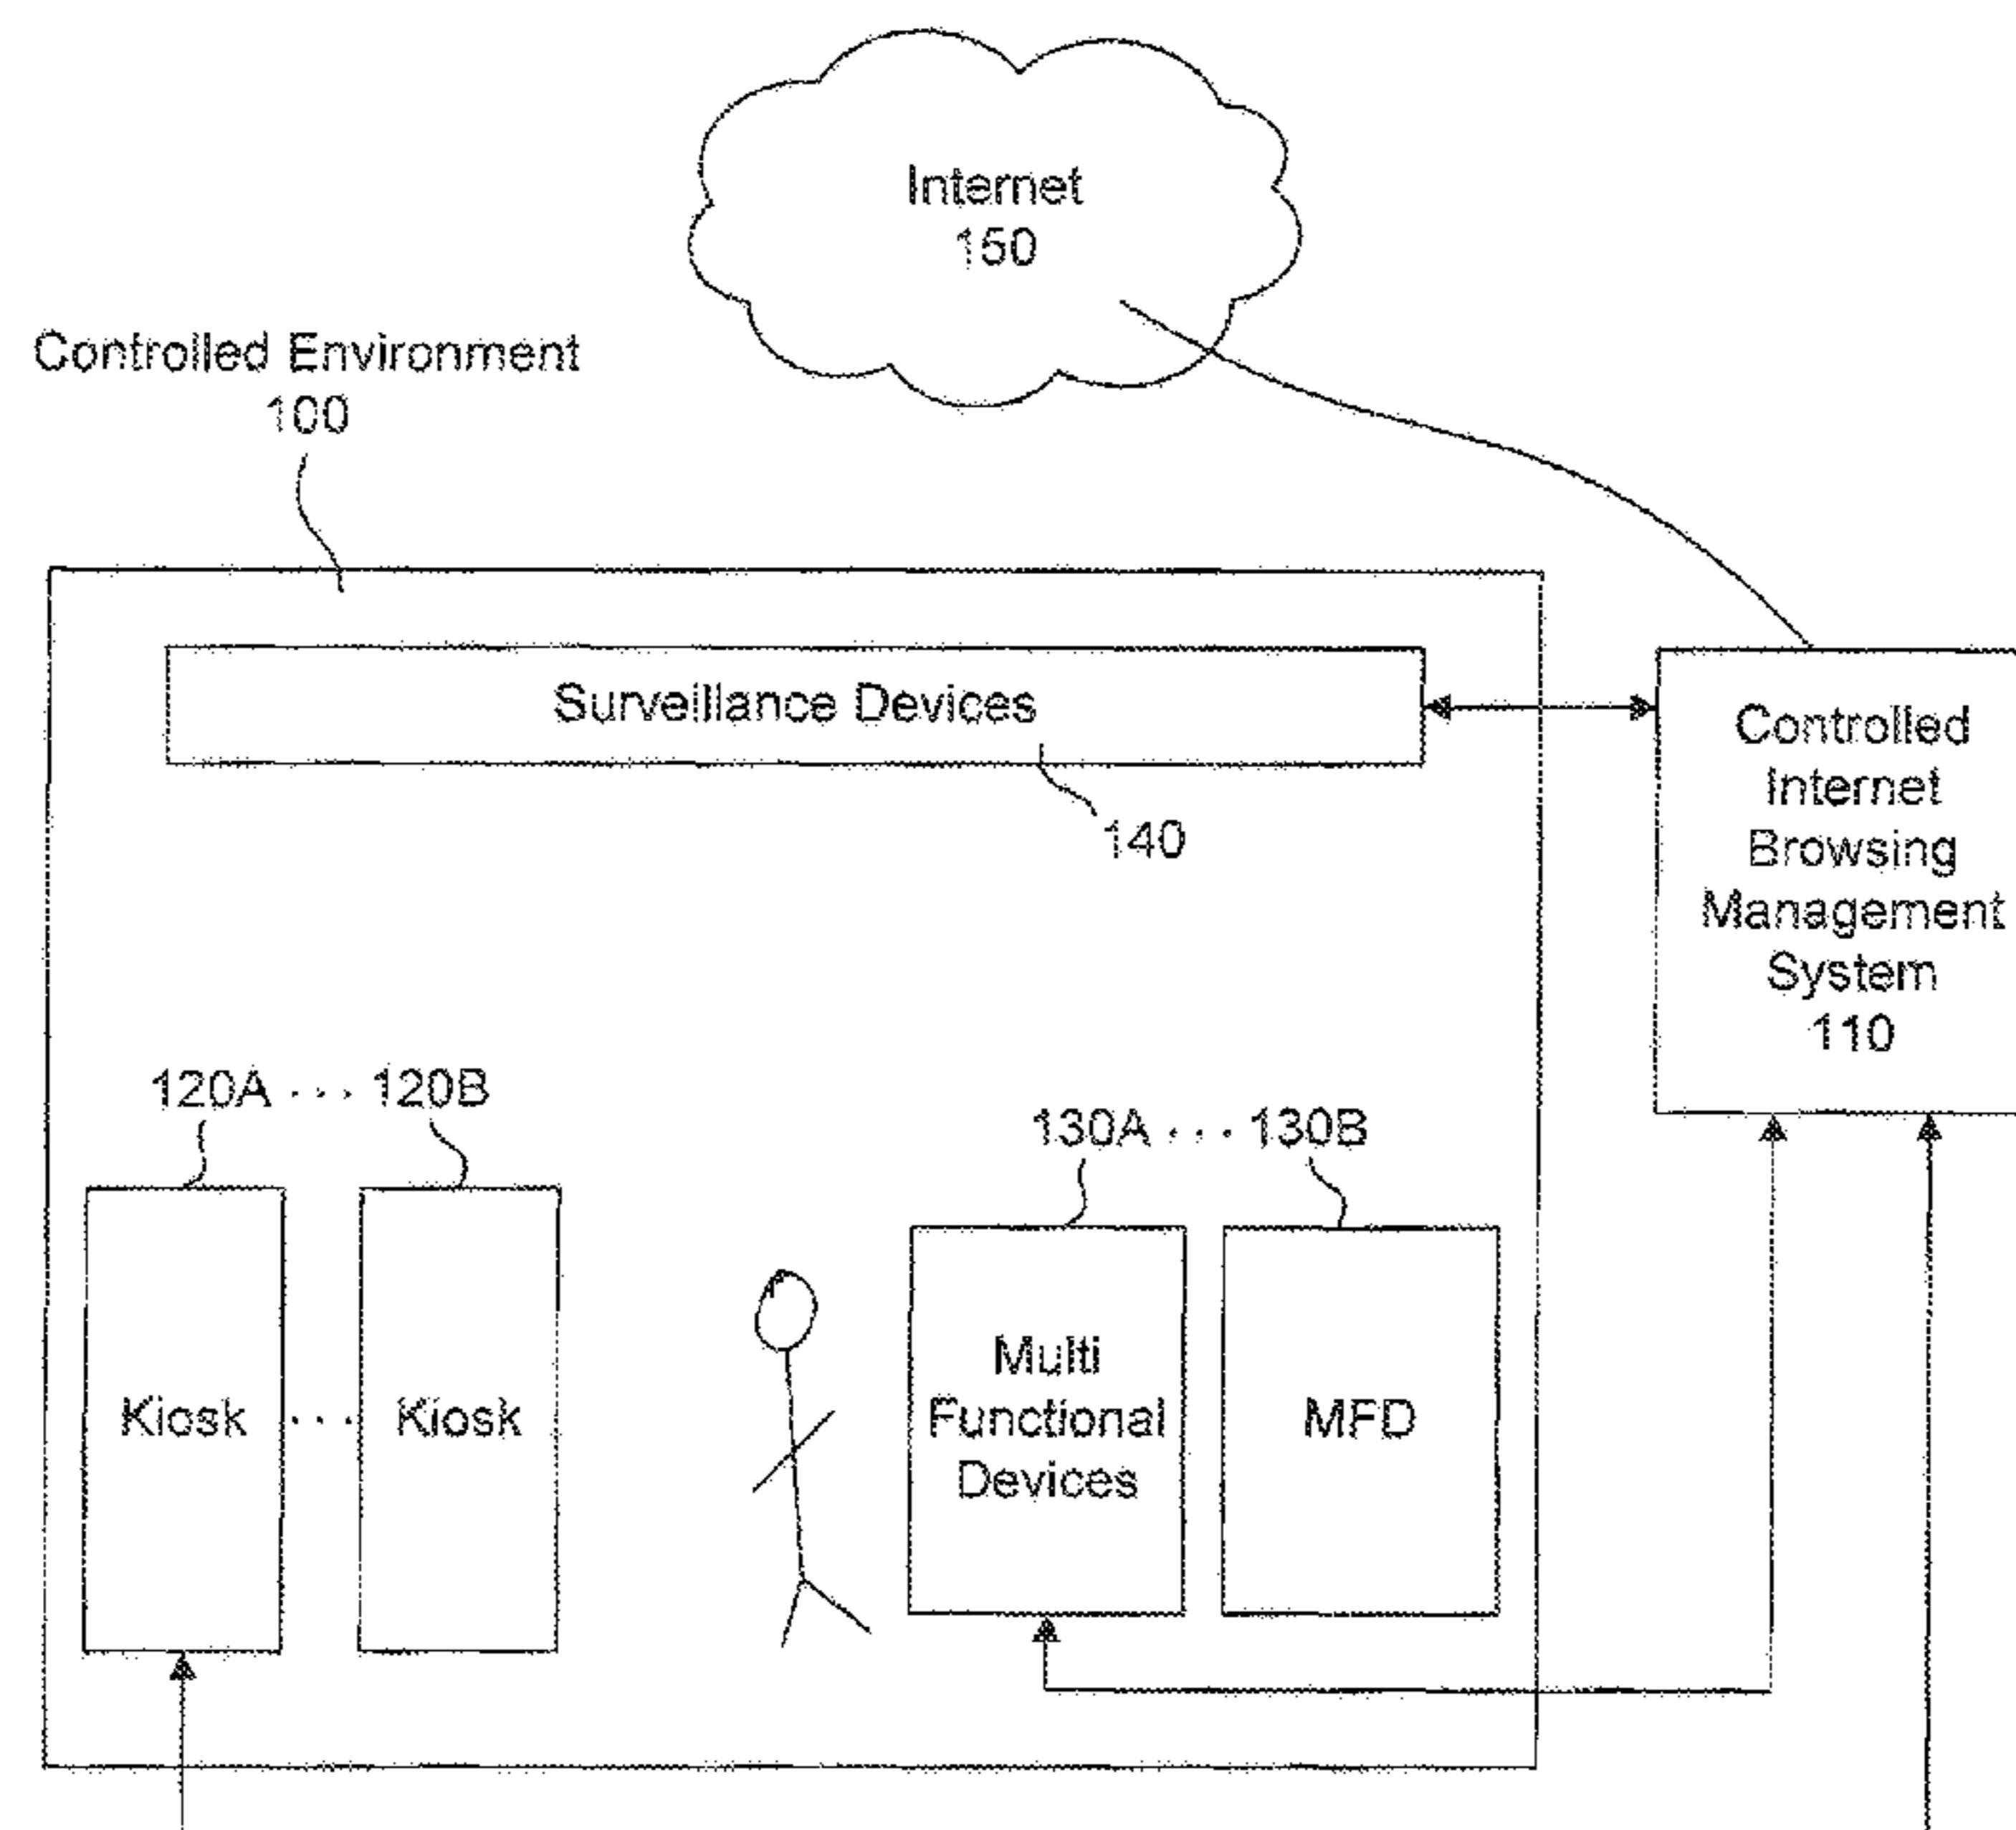 Internet
150
Controlled Environment
100
Surveillance Devices
140
Controlled
Internet
Browsing
Management
System
110
120A . . . 120B
130A . . . 130B
Kiosk . . . Kiosk
Multi
Functional
Devices
MFD